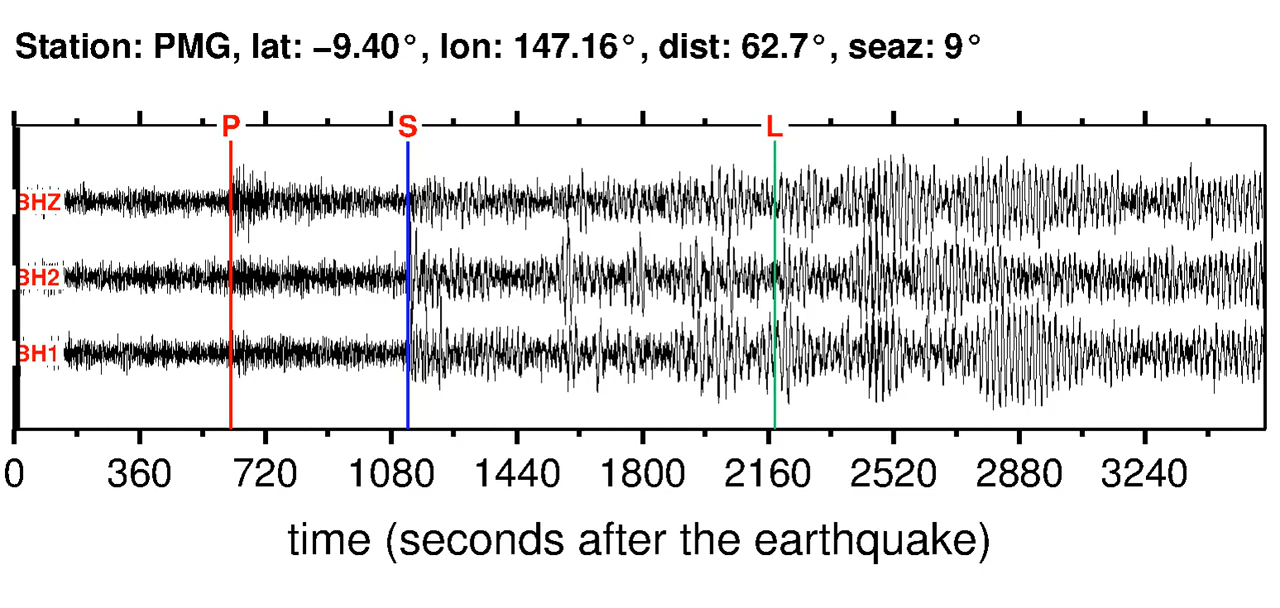 Station: PMG, lat: −9.40°, lon: 147.16°, dist: 62.7°, seaz: 9°
P S L
BHZ
BH2
BH1
0 360 720 1080 1440 1800 2160 2520 2880 3240
time (seconds after the earthquake)